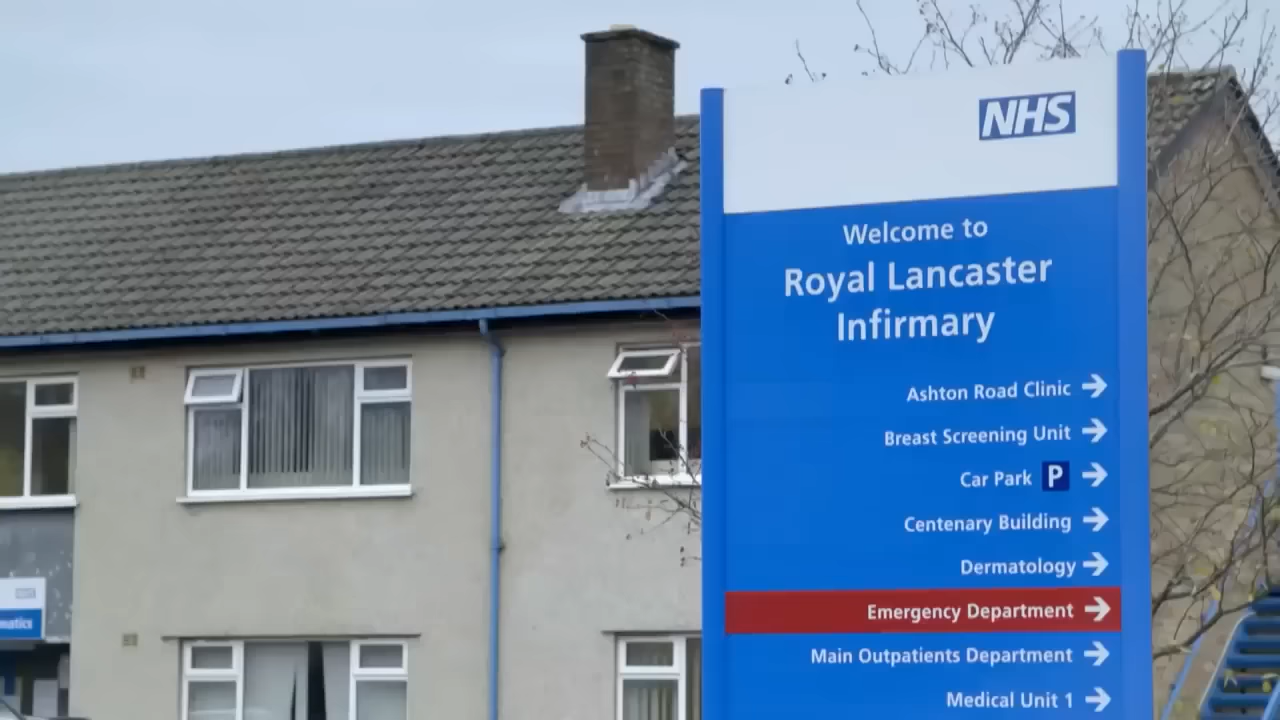 NHS
Welcome to
Royal Lancaster
Infirmary
Ashton Road Clinic
Breast Screening Unit
Car Park P
Centenary Building
Dermatology
Emergency Department
Main Outpatients Department
Medical Unit 1